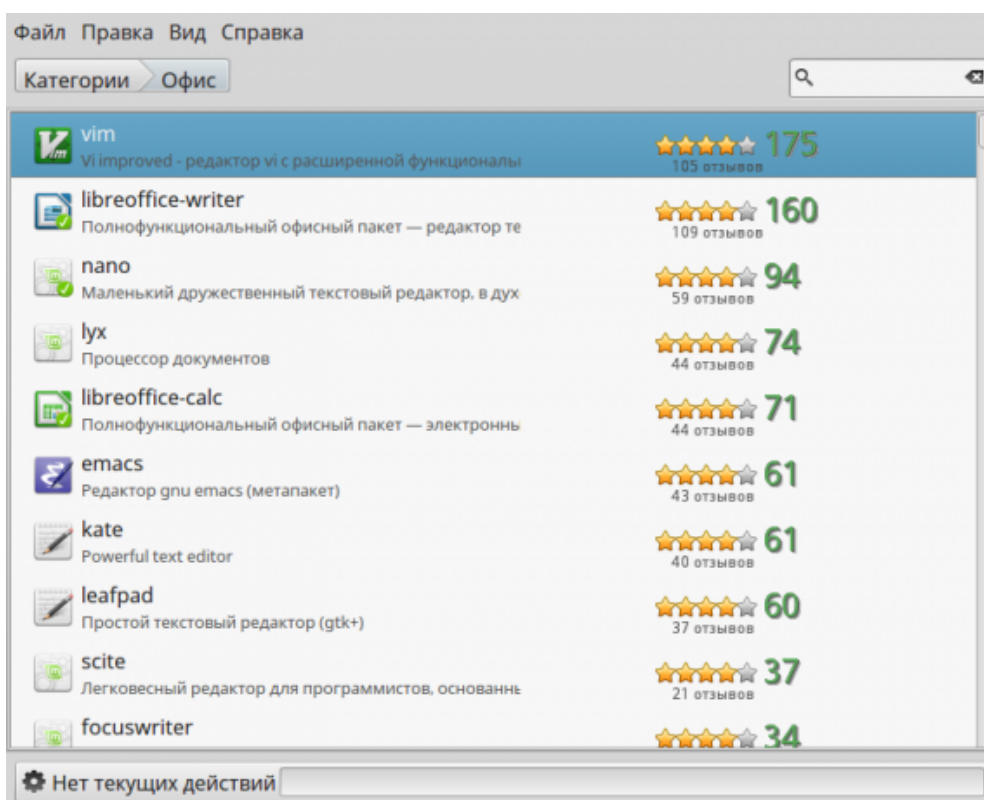 Файл Правка Вид Справка
Категории Офис
vim
Vi improved - редактор vi с расширенной функциональ
175
105 отзывов
libreoffice-writer
Полнофункциональный офисный пакет — редактор те
160
109 отзывов
nano
Маленький дружественный текстовый редактор, в дух
94
59 отзывов
lyx
Процессор документов
74
44 отзывов
libreoffice-calc
Полнофункциональный офисный пакет — электронны
71
44 отзывов
emacs
Редактор gnu emacs (метапакет)
61
43 отзывов
kate
Powerful text editor
61
40 отзывов
leafpad
Простой текстовый редактор (gtk+)
60
37 отзывов
scite
Легковесный редактор для программистов, основаннь
37
21 отзывов
focuswriter
34
Нет текущих действий